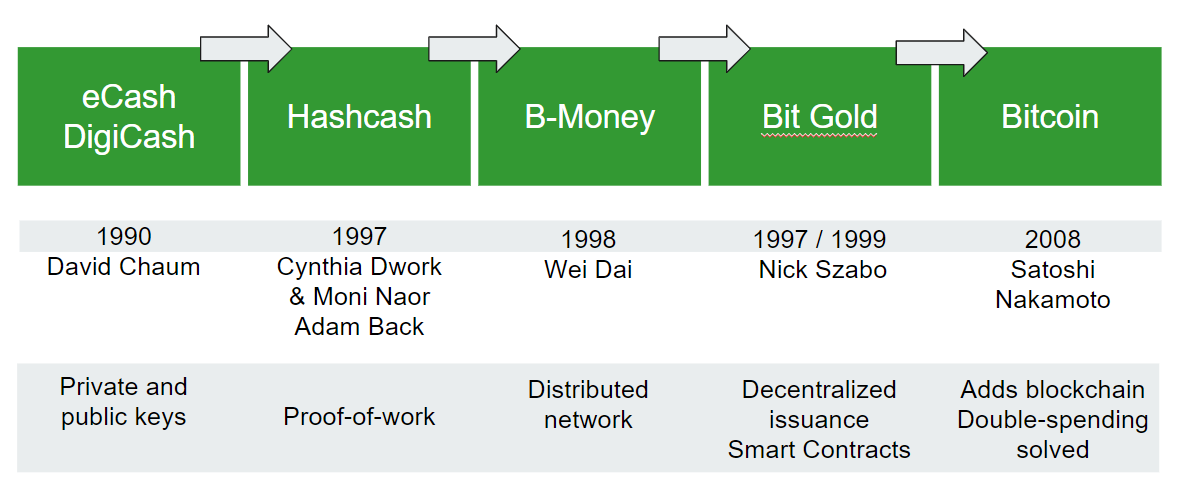 eCash
DigiCash
Hashcash
B-Money
Bit Gold
Bitcoin
1990
David Chaum
1997
Cynthia Dwork
& Moni Naor
Adam Back
1998
Wei Dai
1997 / 1999
Nick Szabo
2008
Satoshi
Nakamoto
Private and
public keys
Proof-of-work
Distributed
network
Decentralized
issuance
Smart Contracts
Adds blockchain
Double-spending
solved